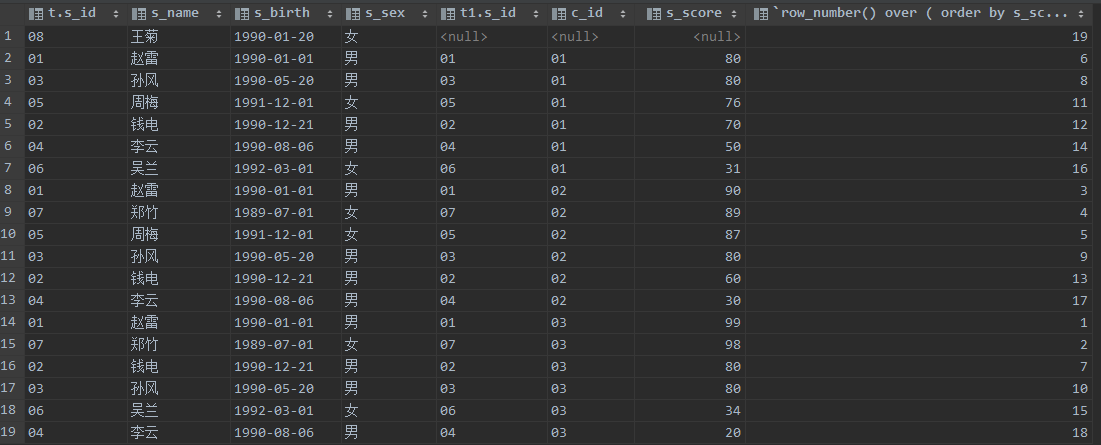 t.s_id s_name s_birth s_sex t1.s_id c_id s_score `row_number() over ( order by s_sc...
1 08 王菊 1990-01-20 女 <null> <null> <null> 19
2 01 赵雷 1990-01-01 男 01 01 80 6
3 03 孙风 1990-05-20 男 03 01 80 8
4 05 周梅 1991-12-01 女 05 01 76 11
5 02 钱电 1990-12-21 男 02 01 70 12
6 04 李云 1990-08-06 男 04 01 50 14
7 06 吴兰 1992-03-01 女 06 01 31 16
8 01 赵雷 1990-01-01 男 01 02 90 3
9 07 郑竹 1989-07-01 女 07 02 89 4
10 05 周梅 1991-12-01 女 05 02 87 5
11 03 孙风 1990-05-20 男 03 02 80 9
12 02 钱电 1990-12-21 男 02 02 60 13
13 04 李云 1990-08-06 男 04 02 30 17
14 01 赵雷 1990-01-01 男 01 03 99 1
15 07 郑竹 1989-07-01 女 07 03 98 2
16 02 钱电 1990-12-21 男 02 03 80 7
17 03 孙风 1990-05-20 男 03 03 80 10
18 06 吴兰 1992-03-01 女 06 03 34 15
19 04 李云 1990-08-06 男 04 03 20 18